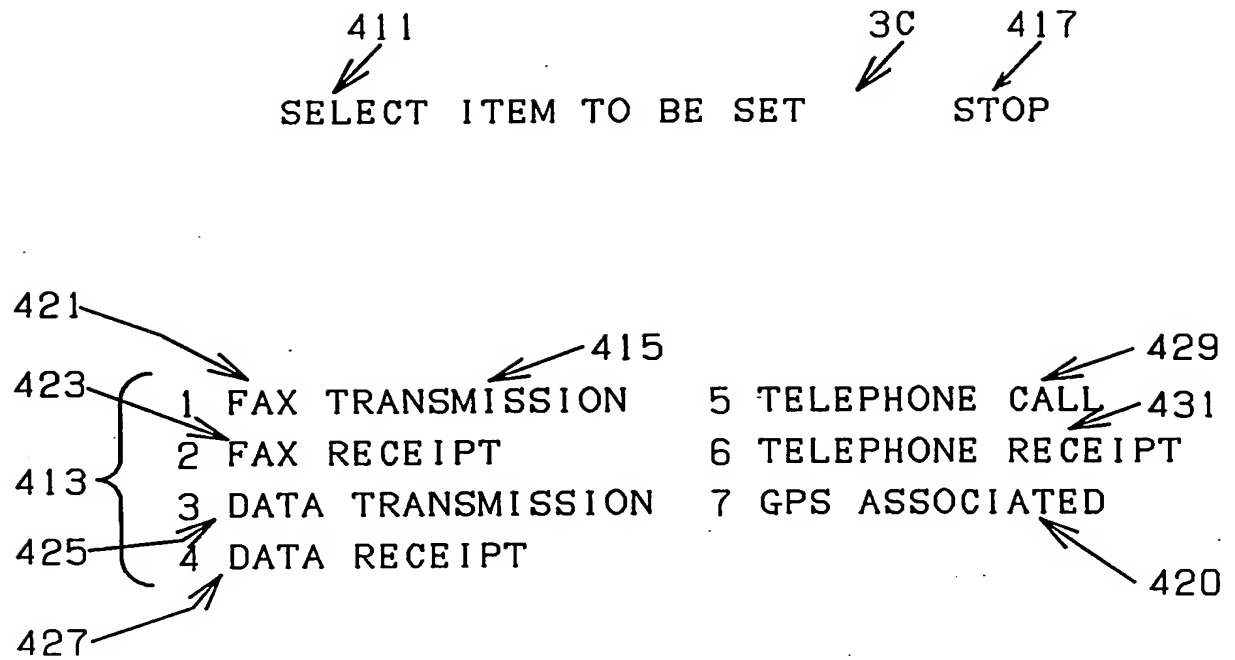 411 3C 417
SELECT ITEM TO BE SET STOP
421
415 429
423
1 FAX TRANSMISSION 5 TELEPHONE CALL 431
2 FAX RECEIPT 6 TELEPHONE RECEIPT
413
3 DATA TRANSMISSION 7 GPS ASSOCIATED
425
4 DATA RECEIPT
420
427